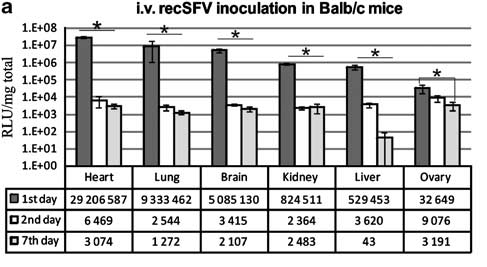 a
i.v. recSFV inoculation in Balb/c mice
RLU/mg total
1.E+08
1.E+07
1.E+06
1.E+05
1.E+04
1.E+03
1.E+02
1.E+01
1.E+00
* * * * * *
Heart Lung Brain Kidney Liver Ovary
1st day 29 206 587 9 333 462 5 085 130 824 511 529 453 32 649
2nd day 6 469 2 544 3 415 2 364 3 620 9 076
7th day 3 074 1 272 2 107 2 483 43 3 191